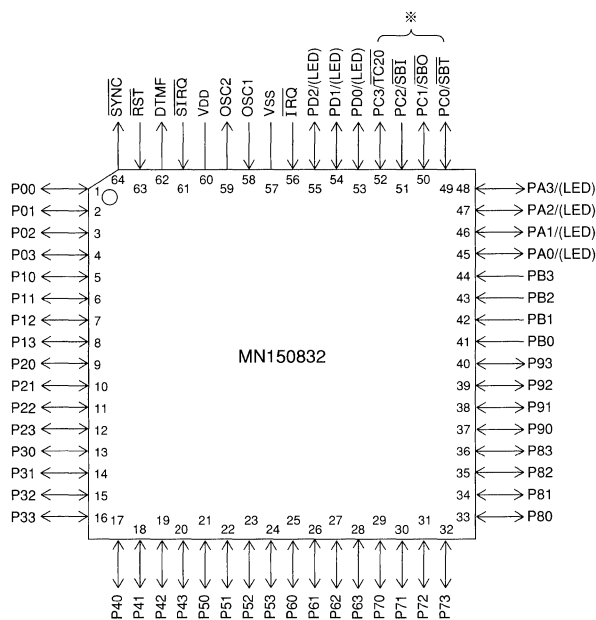 ※
SYNC
RST
DTMF
SIRQ
VDD
OSC2
OSC1
VSS
IRQ
PD2/(LED)
PD1/(LED)
PD0/(LED)
PC3/TC20
PC2/SBI
PC1/SBO
PC0/SBT
64 63 62 61 60 59 58 57 56 55 54 53 52 51 50 49
P00 1
P01 2
P02 3
P03 4
P10 5
P11 6
P12 7
P13 8
P20 9
P21 10
P22 11
P23 12
P30 13
P31 14
P32 15
P33 16
MN150832
48 PA3/(LED)
47 PA2/(LED)
46 PA1/(LED)
45 PA0/(LED)
44 PB3
43 PB2
42 PB1
41 PB0
40 P93
39 P92
38 P91
37 P90
36 P83
35 P82
34 P81
33 P80
17 18 19 20 21 22 23 24 25 26 27 28 29 30 31 32
P40
P41
P42
P43
P50
P51
P52
P53
P60
P61
P62
P63
P70
P71
P72
P73